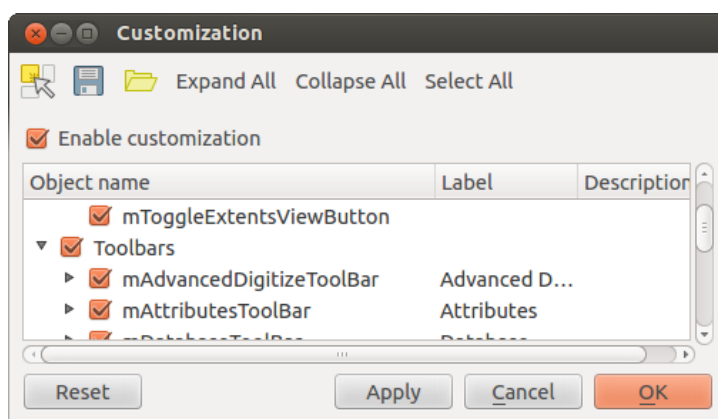 Customization
Expand All Collapse All Select All
Enable customization
Object name Label Description
mToggleExtentsViewButton
Toolbars
mAdvancedDigitizeToolBar Advanced D...
mAttributesToolBar Attributes
Reset Apply Cancel OK